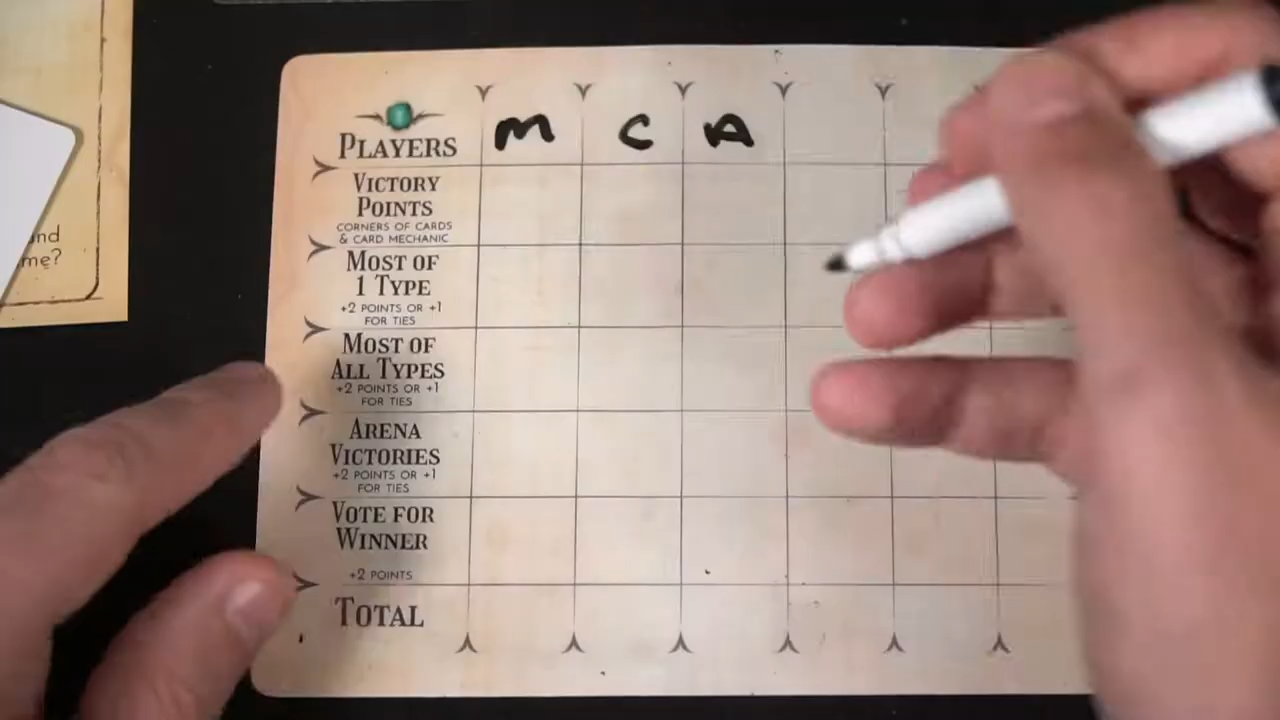 PLAYERS M C A
VICTORY
POINTS
CORNERS OF CARDS
& CARD MECHANIC
MOST OF
1 TYPE
+2 POINTS OR +1
FOR TIES
MOST OF
ALL TYPES
+2 POINTS OR +1
FOR TIES
ARENA
VICTORIES
+2 POINTS OR +1
FOR TIES
VOTE FOR
WINNER
+2 POINTS
TOTAL